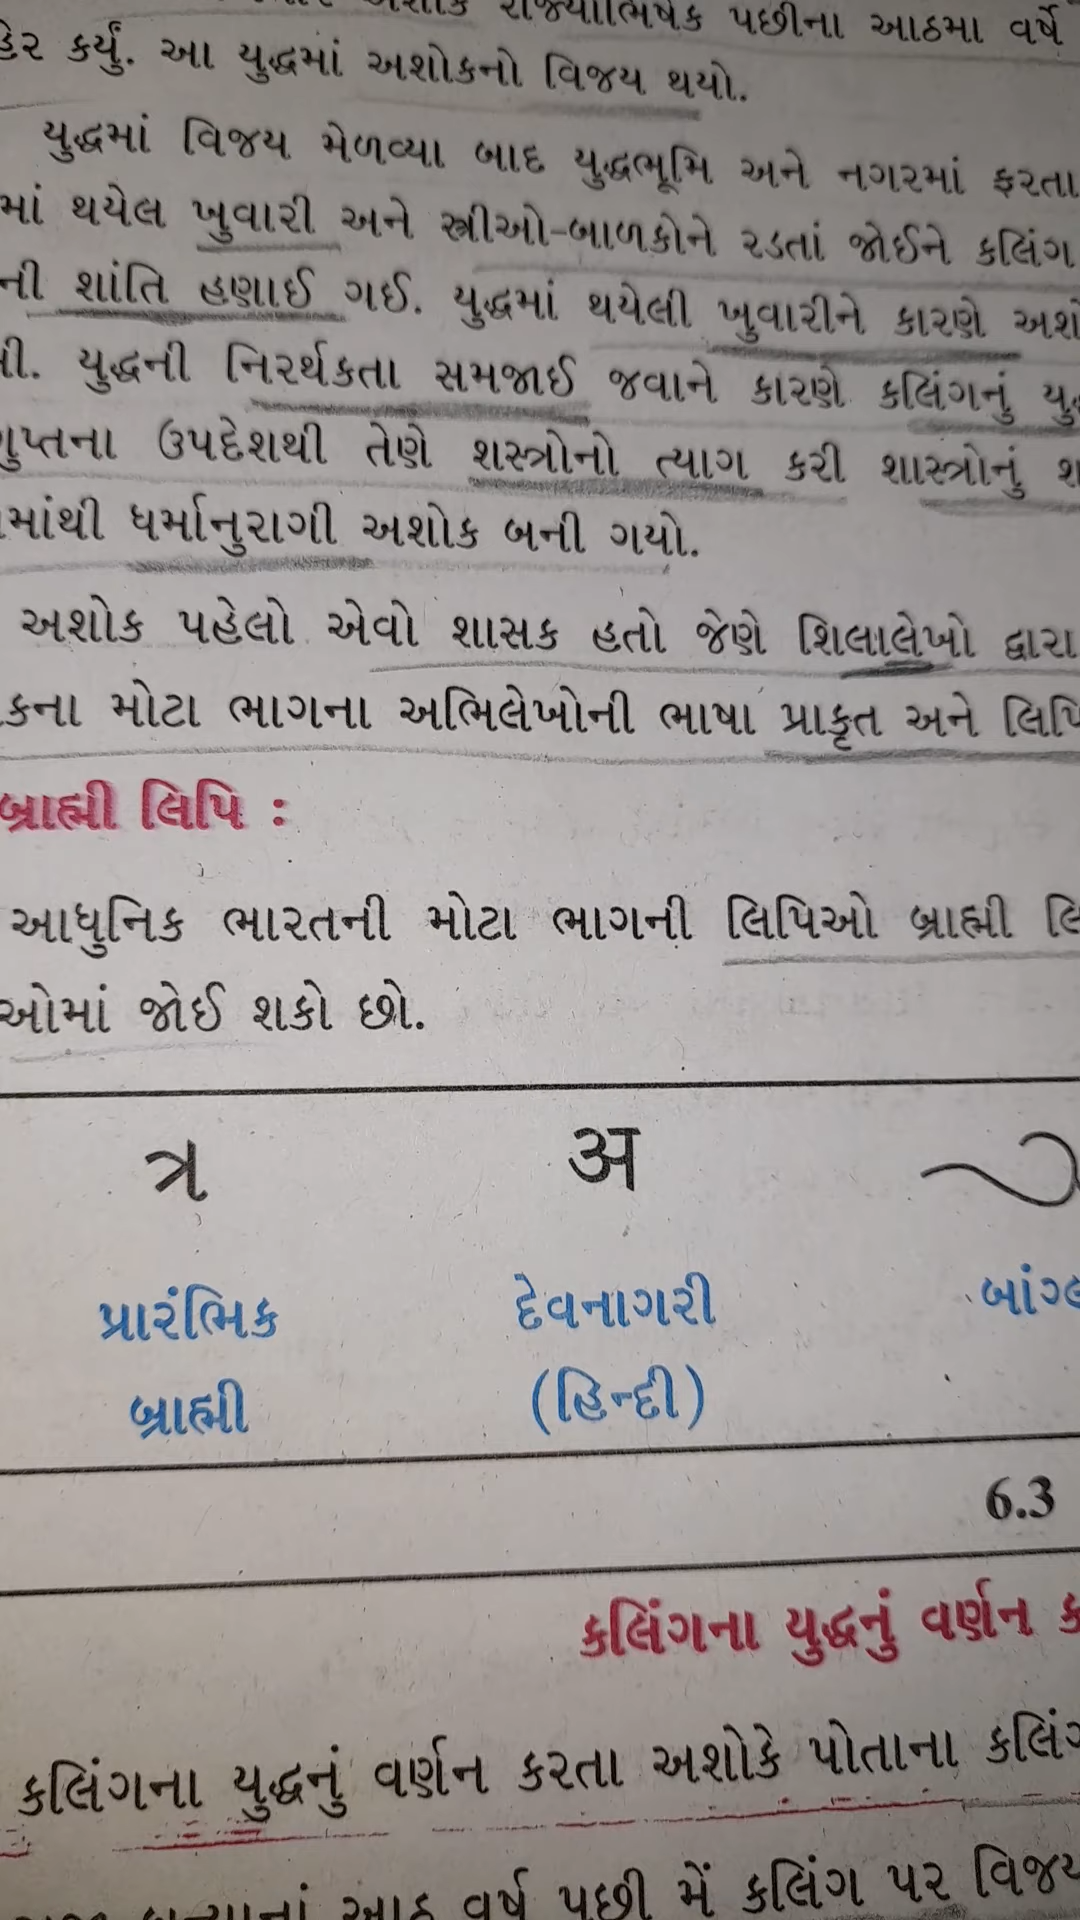 રાજ્યાભિષેક પછીના આઠમા વર્ષે
કર્યું. આ યુદ્ધમાં અશોકનો વિજય થયો.
યુદ્ધમાં વિજય મેળવ્યા બાદ યુદ્ધભૂમિ અને નગરમાં ફરતા
માં થયેલ ખુવારી અને સ્ત્રીઓ-બાળકોને રડતાં જોઈને કલિંગ
ની શાંતિ હણાઈ ગઈ. યુદ્ધમાં થયેલી ખુવારીને કારણે
યુદ્ધની નિરર્થકતા સમજાઈ જવાને કારણે કલિંગનું
ગુપ્તના ઉપદેશથી તેણે શસ્ત્રોનો ત્યાગ કરી શાસ્ત્રોનું
માંથી ધર્માનુરાગી અશોક બની ગયો.
અશોક પહેલો એવો શાસક હતો જેણે શિલાલેખો દ્વારા
કના મોટા ભાગના અભિલેખોની ભાષા પ્રાકૃત અને લિપિ
બ્રાહ્મી લિપિ :
આધુનિક ભારતની મોટા ભાગની લિપિઓ બ્રાહ્મી
ઓમાં જોઈ શકો છો.
त्र अ
પ્રારંભિક દેવનાગરી
બ્રાહ્મી (હિન્દી)
6.3
કલિંગના યુદ્ધનું વર્ણન
કલિંગના યુદ્ધનું વર્ણન કરતા અશોકે પોતાના
આઠ વર્ષ પછી મેં કલિંગ પર વિજય